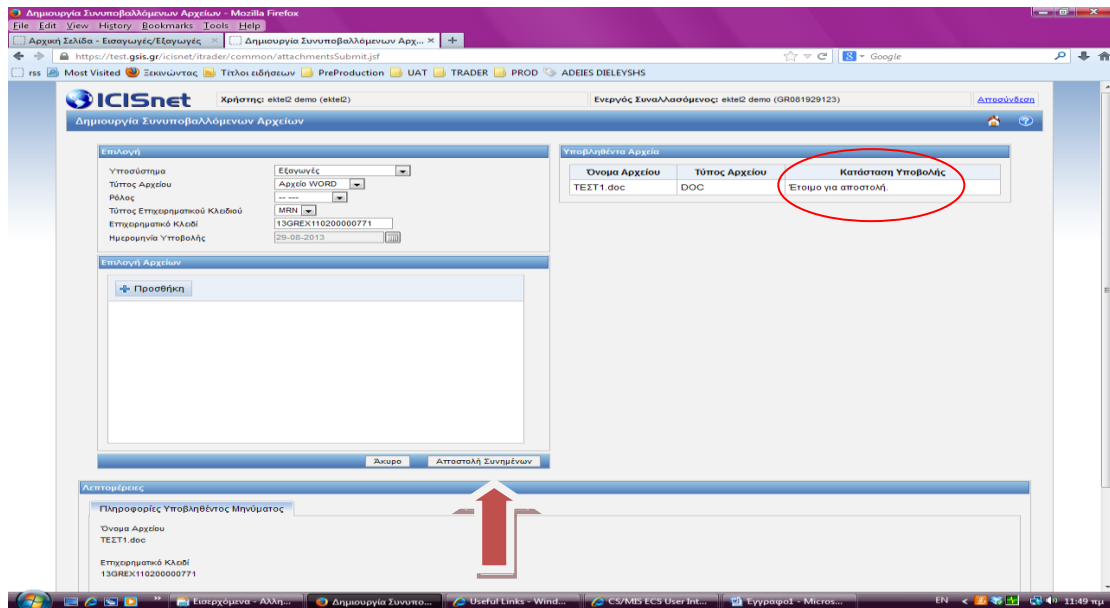 Δημιουργία Συνυποβαλλόμενων Αρχείων - Mozilla Firefox
File Edit View History Bookmarks Tools Help
Αρχική Σελίδα - Εισαγωγές/Εξαγωγές × Δημιουργία Συνυποβαλλόμενων Αρχ... × +
https://test.gsis.gr/icisnet/itrader/common/attachmentsSubmit.jsf Google
rss Most Visited Ξεκινώντας Τίτλοι ειδήσεων PreProduction UAT TRADER PROD ADEIES DIELEYSHS
ICISnet Χρήστης: ektel2 demo (ektel2) Ενεργός Συναλλασόμενος: ektel2 demo (GR081929123) Αποσύνδεση
Δημιουργία Συνυποβαλλόμενων Αρχείων
Επιλογή
Υποσύστημα Εξαγωγές
Τύπος Αρχείου Αρχείο WORD
Ρόλος -- ---
Τύπος Επιχειρηματικού Κλειδιού MRN
Επιχειρηματικό Κλειδί 13GREX110200000771
Ημερομηνία Υποβολής 29-08-2013
Υποβληθέντα Αρχεία
Όνομα Αρχείου Τύπος Αρχείου Κατάσταση Υποβολής
ΤΕΣΤ1.doc DOC Έτοιμο για αποστολή.
Επιλογή Αρχείων
Προσθήκη
Άκυρο Αποστολή Συνημένων
Λεπτομέρειες
Πληροφορίες Υποβληθέντος Μηνύματος
Όνομα Αρχείου
ΤΕΣΤ1.doc
Επιχειρηματικό Κλειδί
13GREX110200000771
Εισερχόμενα - Αλλη... Δημιουργία Συνυπο... Useful Links - Wind... CS/MIS ECS User Int... Έγγραφο1 - Micros... EN 11:49 πμ